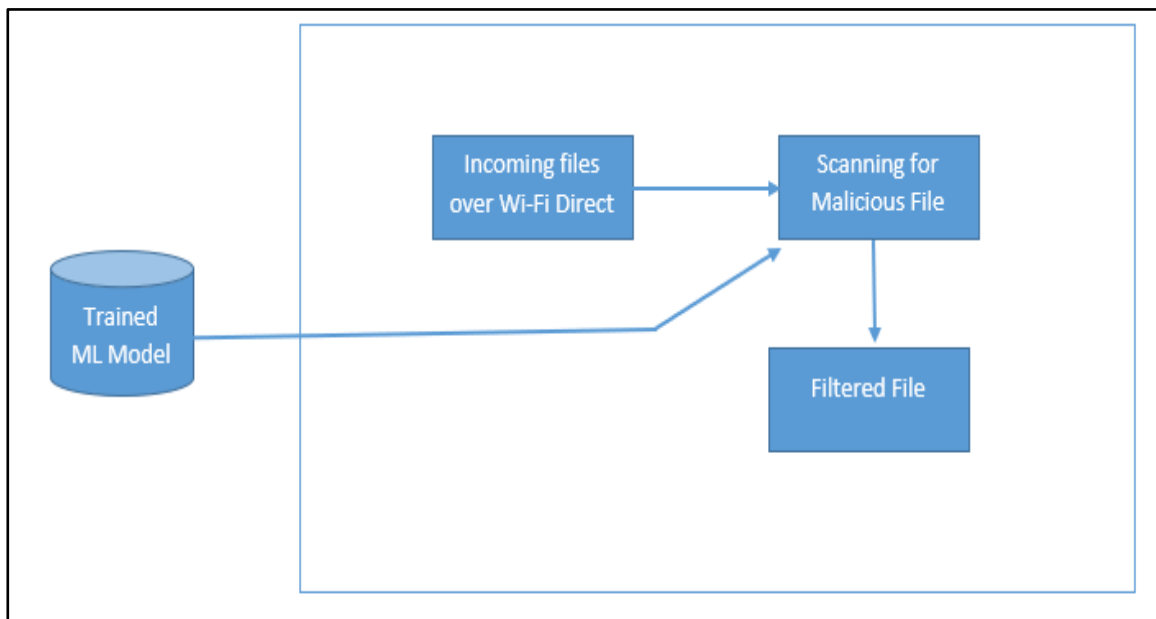 Incoming files
over Wi-Fi Direct
Scanning for
Malicious File
Trained
ML Model
Filtered File